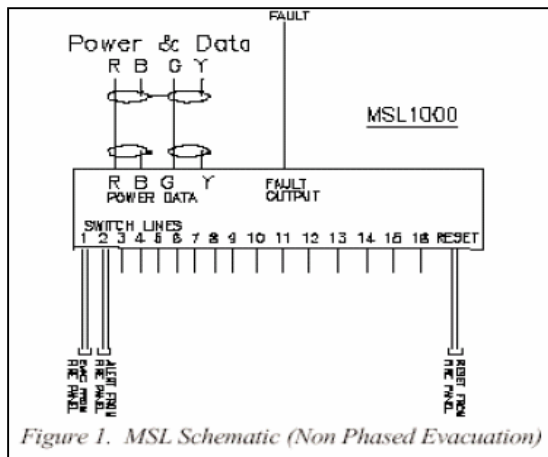 FAULT
Power & Data
R B G Y
MSL1000
R B G Y
POWER DATA
FAULT
OUTPUT
SWITCH LINES
1 2 3 4 5 6 7 8 9 10 11 12 13 14 15 16 RESET
EVAC FROM
FIRE PANEL
ALERT FROM
FIRE PANEL
RESET FROM
FIRE PANEL
Figure 1. MSL Schematic (Non Phased Evacuation)